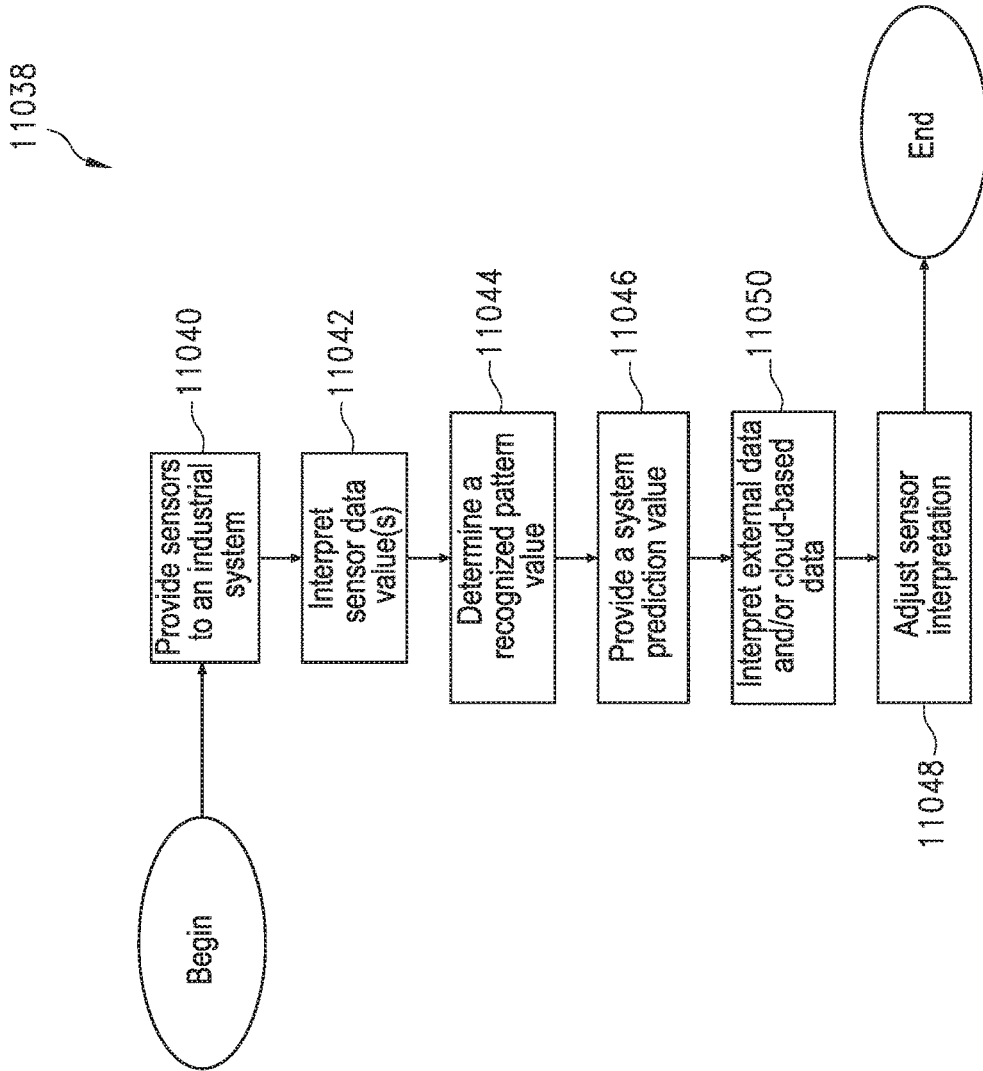 11038
Begin
Provide sensors
to an industrial
system
11040
Interpret
sensor data
value(s)
11042
Determine a
recognized pattern
value
11044
Provide a system
prediction value
11046
Interpret external data
and/or cloud-based
data
11050
Adjust sensor
interpretation
11048
End